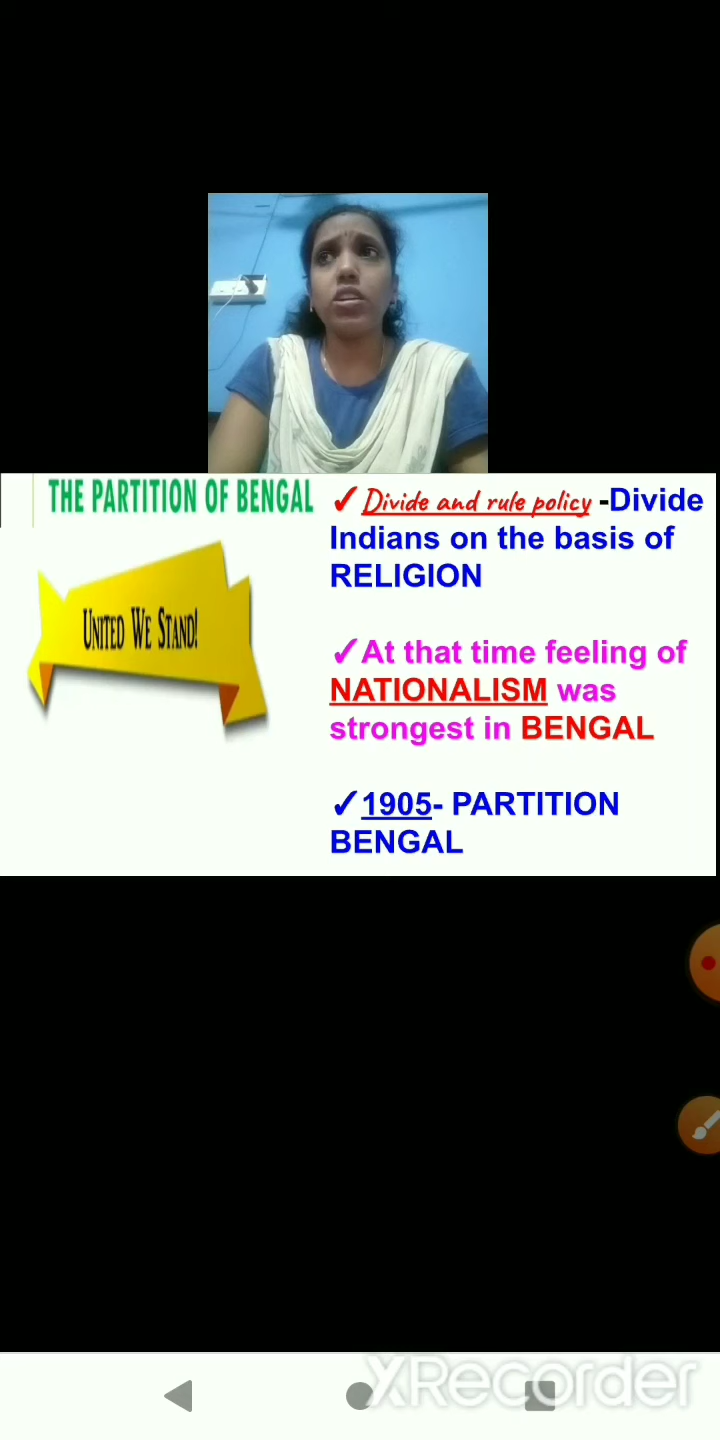 THE PARTITION OF BENGAL
UNITED WE STAND!
✓Divide and rule policy -Divide
Indians on the basis of
RELIGION
✓At that time feeling of
NATIONALISM was
strongest in BENGAL
✓1905- PARTITION
BENGAL
XRecorder